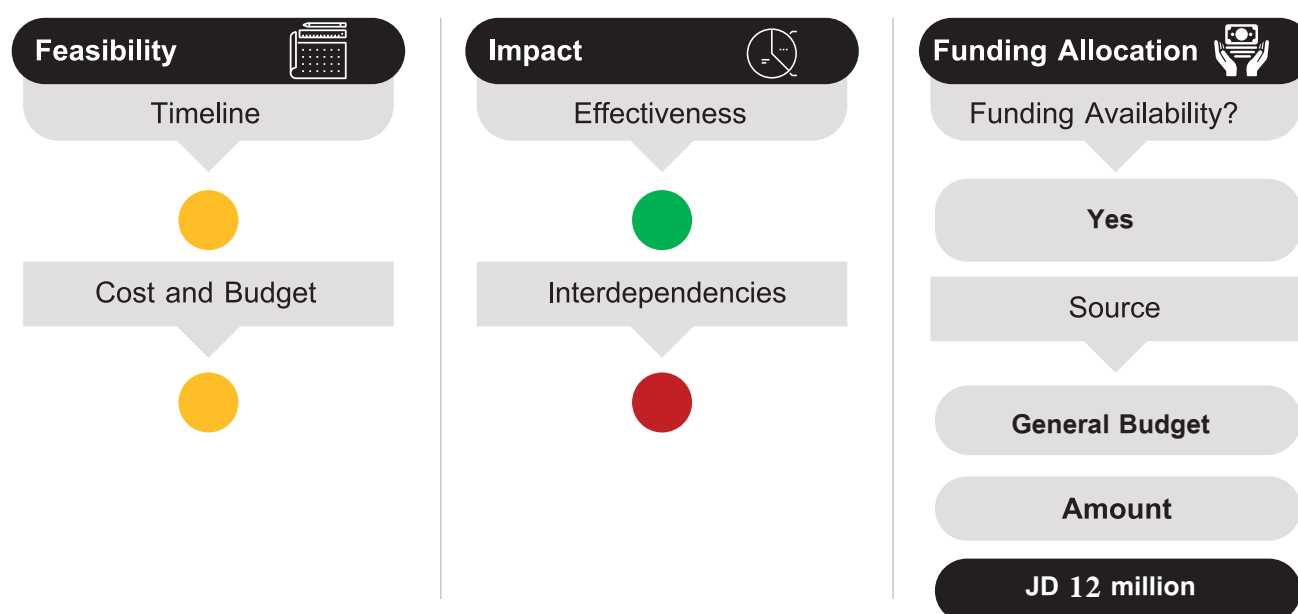 Feasibility
Timeline
Cost and Budget
Impact
Effectiveness
Interdependencies
Funding Allocation
Funding Availability?
Yes
Source
General Budget
Amount
JD 12 million